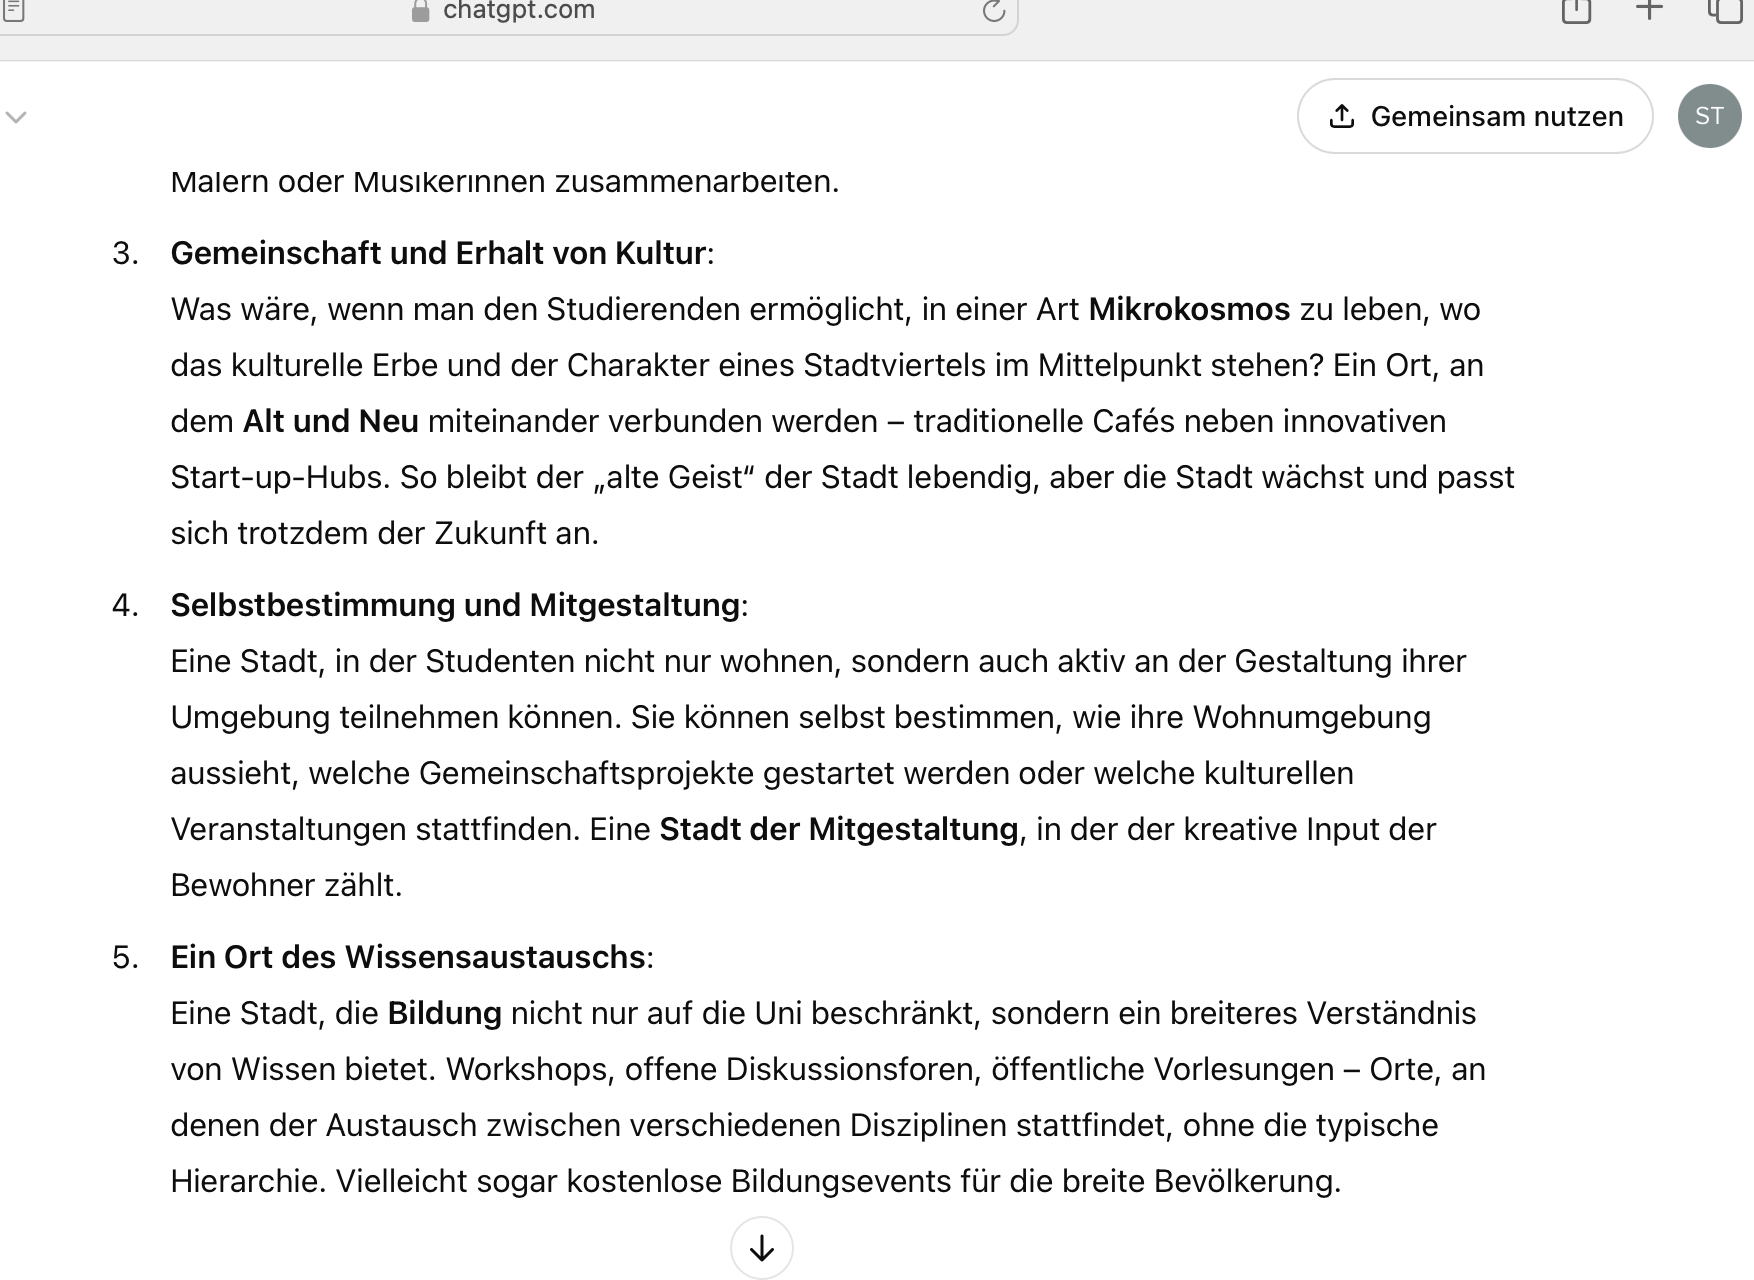 chatgpt.com
Gemeinsam nutzen
ST
Malern oder Musikerinnen zusammenarbeiten.
3. Gemeinschaft und Erhalt von Kultur:
Was wäre, wenn man den Studierenden ermöglicht, in einer Art Mikrokosmos zu leben, wo
das kulturelle Erbe und der Charakter eines Stadtviertels im Mittelpunkt stehen? Ein Ort, an
dem Alt und Neu miteinander verbunden werden – traditionelle Cafés neben innovativen
Start-up-Hubs. So bleibt der „alte Geist“ der Stadt lebendig, aber die Stadt wächst und passt
sich trotzdem der Zukunft an.
4. Selbstbestimmung und Mitgestaltung:
Eine Stadt, in der Studenten nicht nur wohnen, sondern auch aktiv an der Gestaltung ihrer
Umgebung teilnehmen können. Sie können selbst bestimmen, wie ihre Wohnumgebung
aussieht, welche Gemeinschaftsprojekte gestartet werden oder welche kulturellen
Veranstaltungen stattfinden. Eine Stadt der Mitgestaltung, in der der kreative Input der
Bewohner zählt.
5. Ein Ort des Wissensaustauschs:
Eine Stadt, die Bildung nicht nur auf die Uni beschränkt, sondern ein breiteres Verständnis
von Wissen bietet. Workshops, offene Diskussionsforen, öffentliche Vorlesungen – Orte, an
denen der Austausch zwischen verschiedenen Disziplinen stattfindet, ohne die typische
Hierarchie. Vielleicht sogar kostenlose Bildungsevents für die breite Bevölkerung.